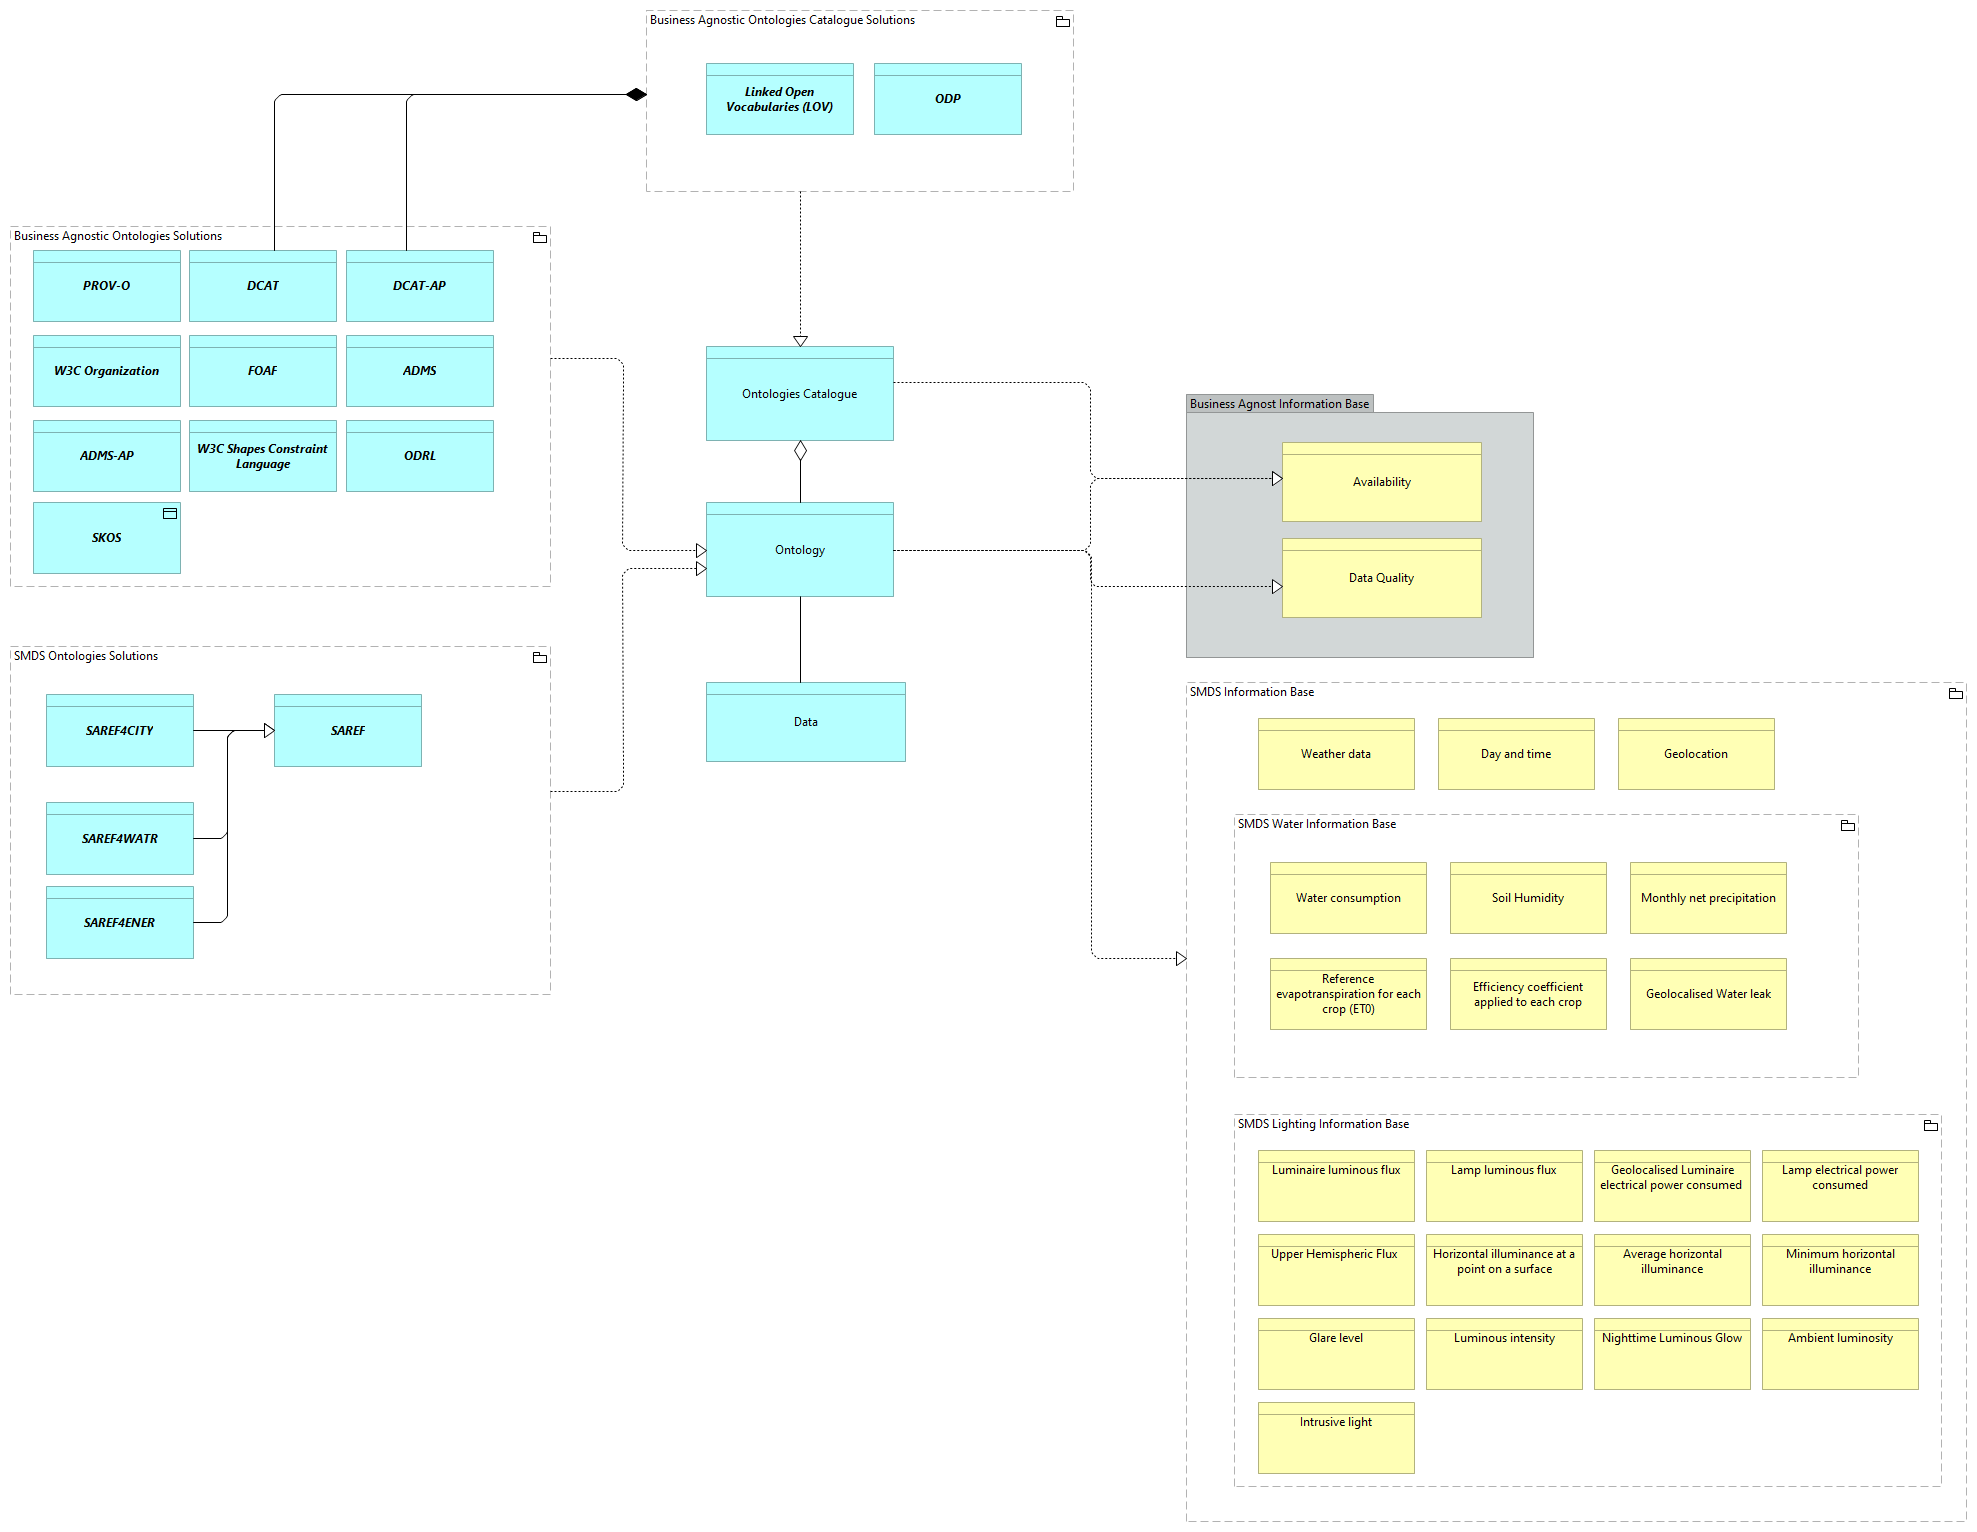 Business Agnostic Ontologies Catalogue Solutions
Linked Open
Vocabularies (LOV)
ODP
Business Agnostic Ontologies Solutions
PROV-O
DCAT
DCAT-AP
W3C Organization
FOAF
ADMS
ADMS-AP
W3C Shapes Constraint
Language
ODRL
SKOS
SMDS Ontologies Solutions
SAREF4CITY
SAREF
SAREF4WATR
SAREF4ENER
Ontologies Catalogue
Ontology
Data
Business Agnost Information Base
Availability
Data Quality
SMDS Information Base
Weather data
Day and time
Geolocation
SMDS Water Information Base
Water consumption
Soil Humidity
Monthly net precipitation
Reference
evapotranspiration for each
crop (ET0)
Efficiency coefficient
applied to each crop
Geolocalised Water leak
SMDS Lighting Information Base
Luminaire luminous flux
Lamp luminous flux
Geolocalised Luminaire
electrical power consumed
Lamp electrical power
consumed
Upper Hemispheric Flux
Horizontal illuminance at a
point on a surface
Average horizontal
illuminance
Minimum horizontal
illuminance
Glare level
Luminous intensity
Nighttime Luminous Glow
Ambient luminosity
Intrusive light